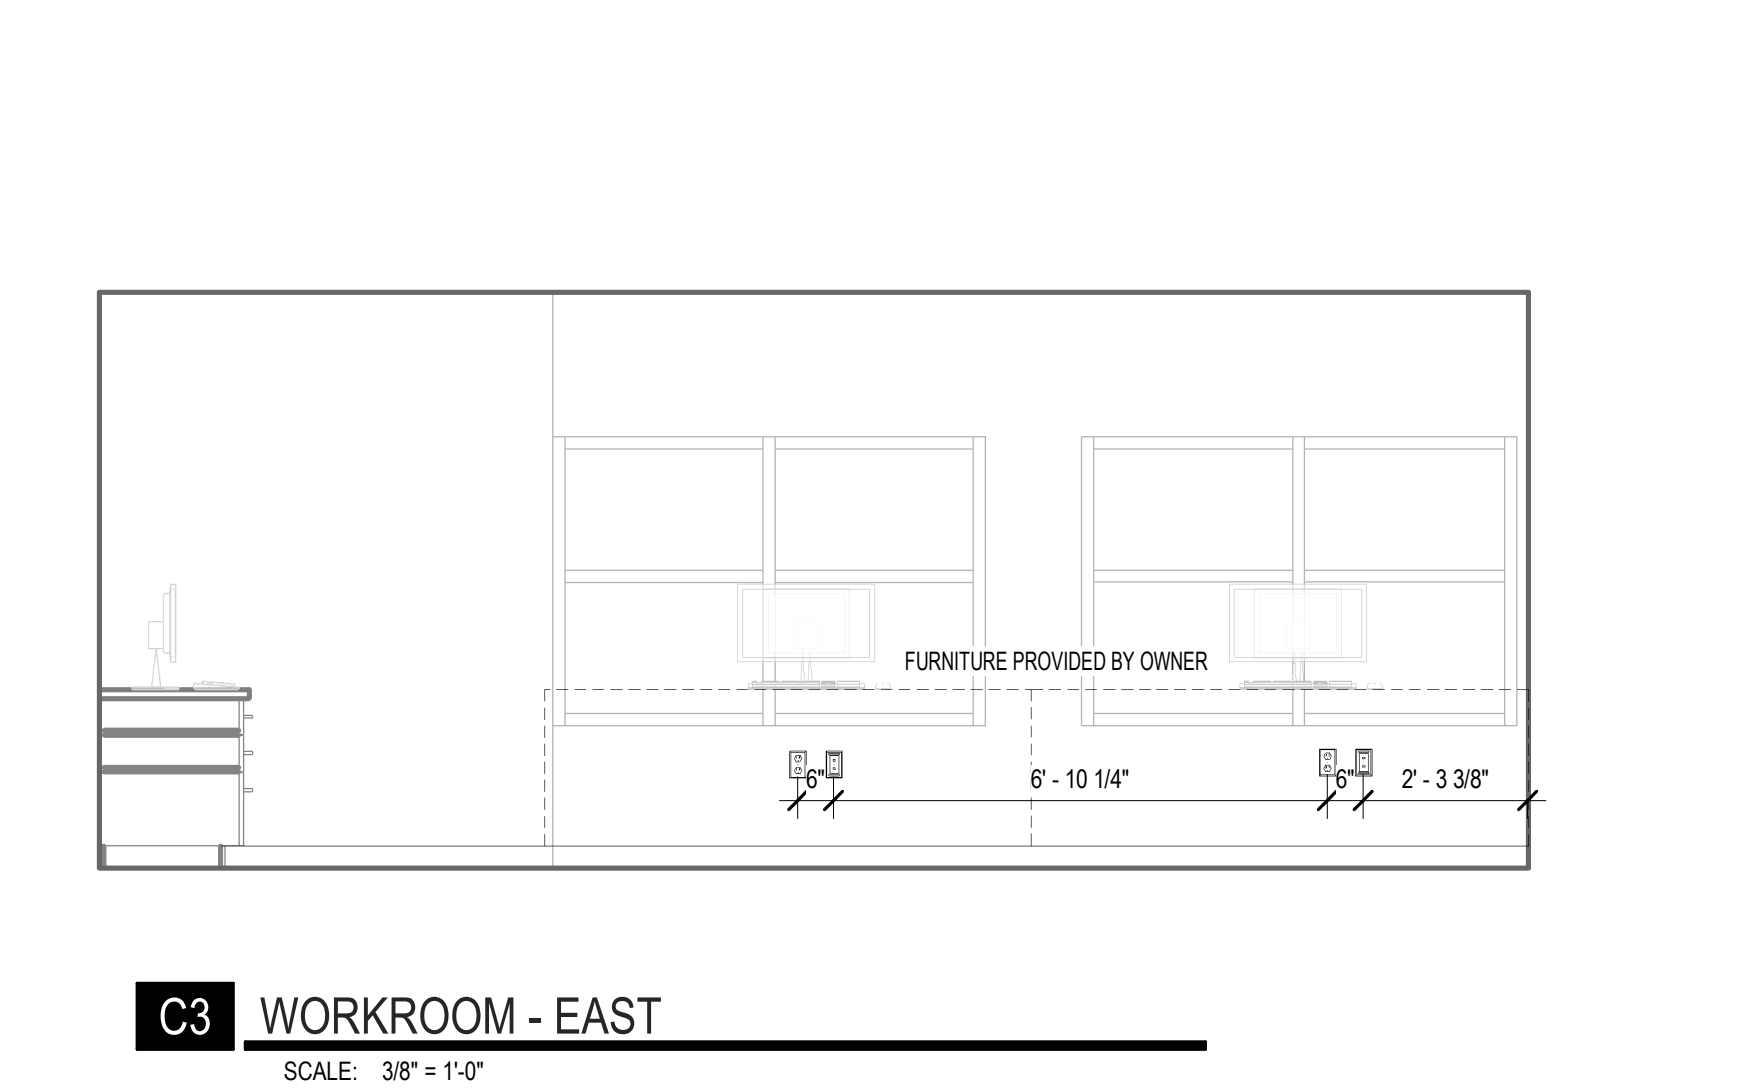 FURNITURE PROVIDED BY OWNER
6" 6' - 10 1/4" 6" 2' - 3 3/8"
C3 WORKROOM - EAST
SCALE: 3/8" = 1'-0"